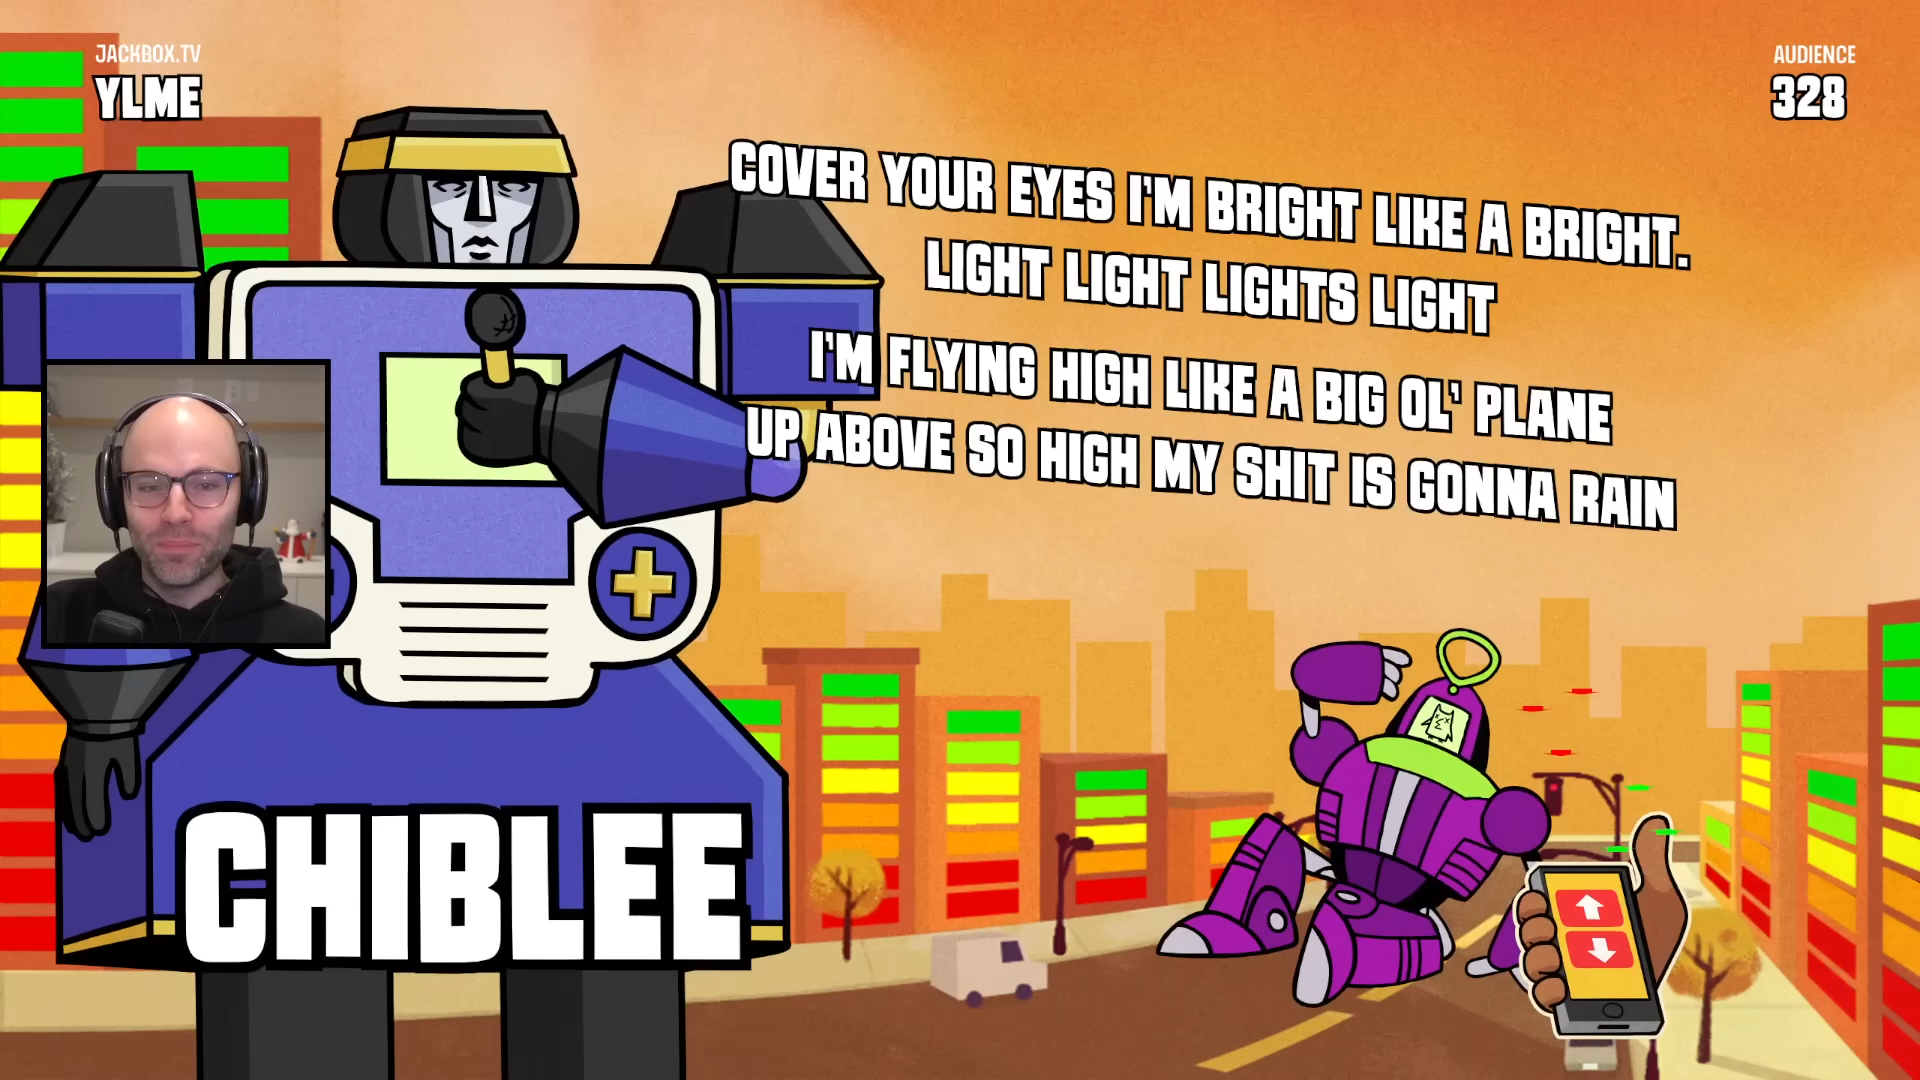 JACKBOX.TV
YLME
AUDIENCE
328
COVER YOUR EYES I'M BRIGHT LIKE A BRIGHT.
LIGHT LIGHT LIGHTS LIGHT
I'M FLYING HIGH LIKE A BIG OL' PLANE
UP ABOVE SO HIGH MY SHIT IS GONNA RAIN
CHIBLEE